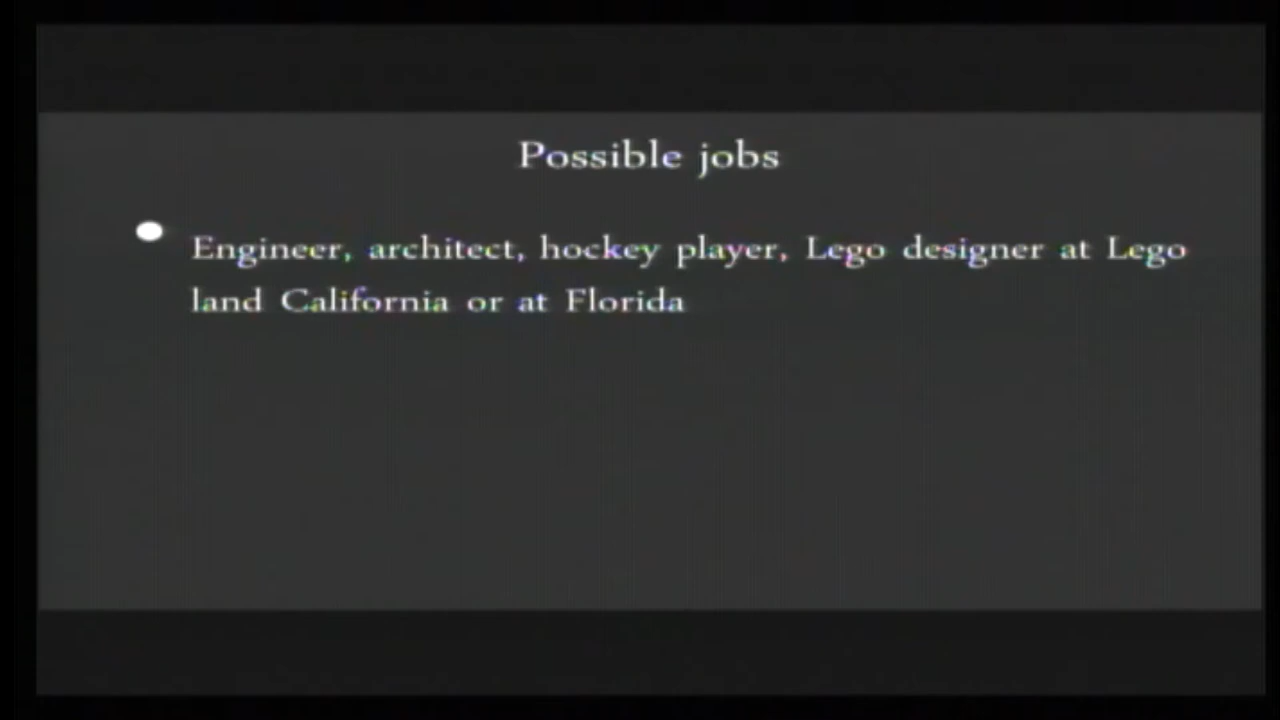 Possible jobs
Engineer, architect, hockey player, Lego designer at Lego
land California or at Florida